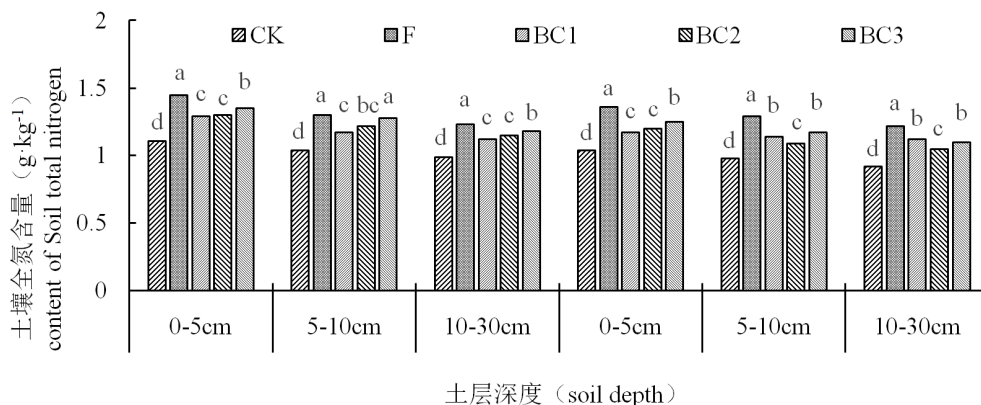 2
CK F BC1 BC2 BC3
1.5
1
0.5
0
土壤全氮含量（g·kg-1）
content of Soil total nitrogen
d a c c b
d a c bc a
d a c c b
d a c c b
d a b c b
d a b c b
0-5cm 5-10cm 10-30cm 0-5cm 5-10cm 10-30cm
土层深度（soil depth）